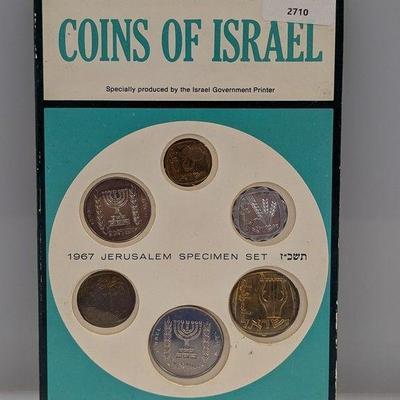 2710
COINS OF ISRAEL
Specially produced by the Israel Government Printer
1967 JERUSALEM SPECIMEN SET תשכ"ז